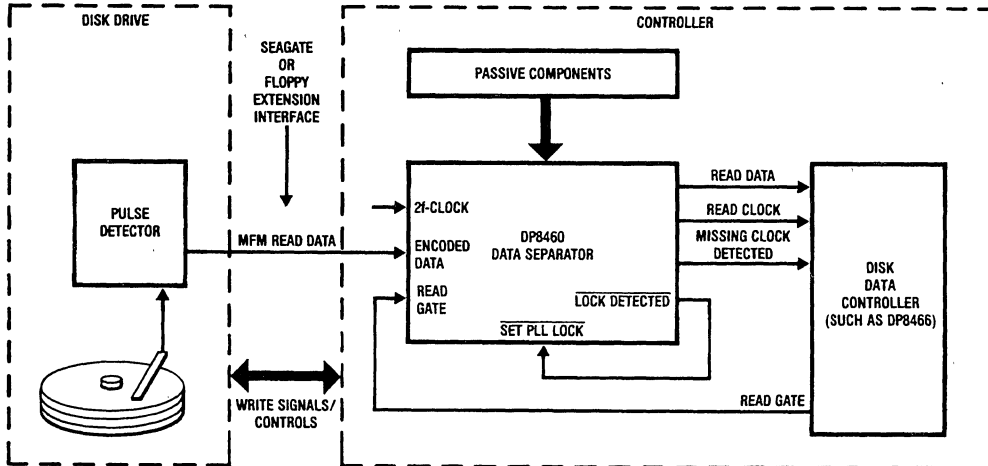 DISK DRIVE
CONTROLLER
SEAGATE
OR
FLOPPY
EXTENSION
INTERFACE
PASSIVE COMPONENTS
PULSE
DETECTOR
MFM READ DATA
2f-CLOCK
ENCODED
DATA
READ
GATE
DP8460
DATA SEPARATOR
LOCK DETECTED
SET PLL LOCK
READ DATA
READ CLOCK
MISSING CLOCK
DETECTED
DISK
DATA
CONTROLLER
(SUCH AS DP8466)
READ GATE
WRITE SIGNALS/
CONTROLS